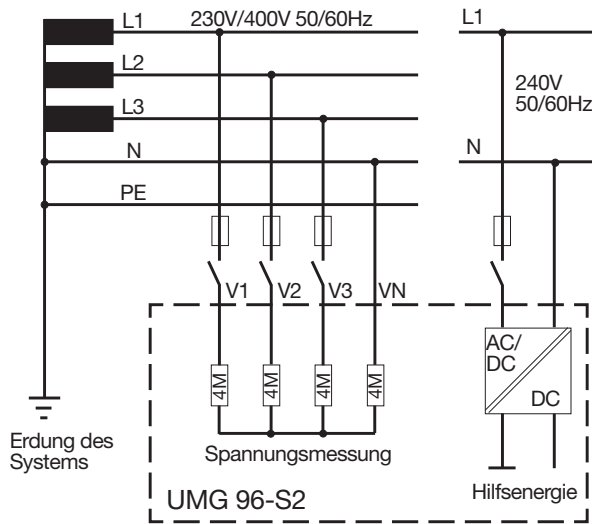 L1
230V/400V 50/60Hz
L1
L2
240V
50/60Hz
L3
N
N
PE
V1
V2
V3
VN
AC/
DC
DC
4M
4M
4M
4M
Erdung des
Systems
Spannungsmessung
Hilfsenergie
UMG 96-S2